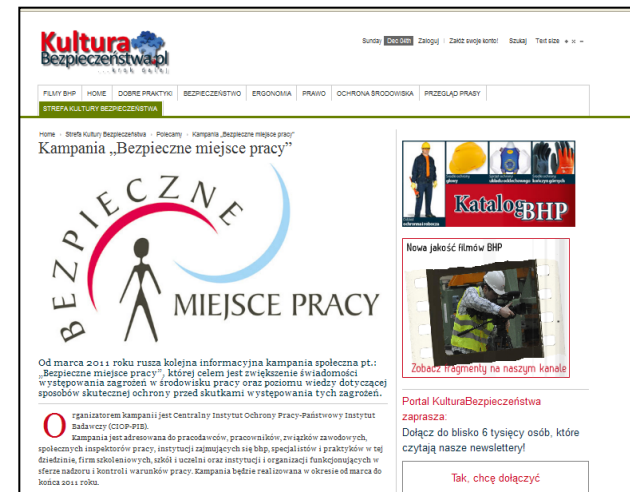 Kultura
Bezpieczeństwa.pl
...krok dalej
Sunday Dec 04th Zaloguj Załóż swoje konto! Szukaj Text size
FILMY BHP HOME DOBRE PRAKTYKI BEZPIECZEŃSTWO ERGONOMIA PRAWO OCHRONA ŚRODOWISKA PRZEGLĄD PRASY
STREFA KULTURY BEZPIECZEŃSTWA
Home Strefa Kultury Bezpieczeństwa Polecamy Kampania „Bezpieczne miejsce pracy"
Kampania „Bezpieczne miejsce pracy”
BEZPIECZNE
MIEJSCE PRACY
Od marca 2011 roku rusza kolejna informacyjna kampania społeczna pt.:
„Bezpieczne miejsce pracy”, której celem jest zwiększenie świadomości
występowania zagrożeń w środowisku pracy oraz poziomu wiedzy dotyczącej
sposobów skutecznej ochrony przed skutkami występowania tych zagrożeń.
Organizatorem kampanii jest Centralny Instytut Ochrony Pracy-Państwowy Instytut
Badawczy (CIOP-PIB).
Kampania jest adresowana do pracodawców, pracowników, związków zawodowych,
społecznych inspektorów pracy, instytucji zajmujących się bhp, specjalistów i praktyków w tej
dziedzinie, firm szkoleniowych, szkół i uczelni oraz instytucji i organizacji funkcjonujących w
sferze nadzoru i kontroli warunków pracy. Kampania będzie realizowana w okresie od marca do
końca 2011 roku.
Katalog BHP
Nowa jakość filmów BHP
Zobacz fragmenty na naszym kanale
Portal KulturaBezpieczeństwa
zaprasza:
Dołącz do blisko 6 tysięcy osób, które
czytają nasze newslettery!
Tak, chcę dołączyć